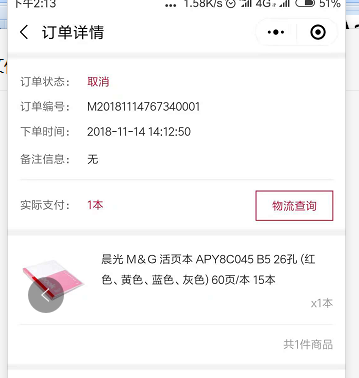 下午2:13 ... 1.58K/s 4G 51%
订单详情
订单状态： 取消
订单编号： M20181114767340001
下单时间： 2018-11-14 14:12:50
备注信息： 无
实际支付： 1本 物流查询
晨光 M&G 活页本 APY8C045 B5 26孔 (红
色、黄色、蓝色、灰色) 60页/本 15本
x1本
共1件商品